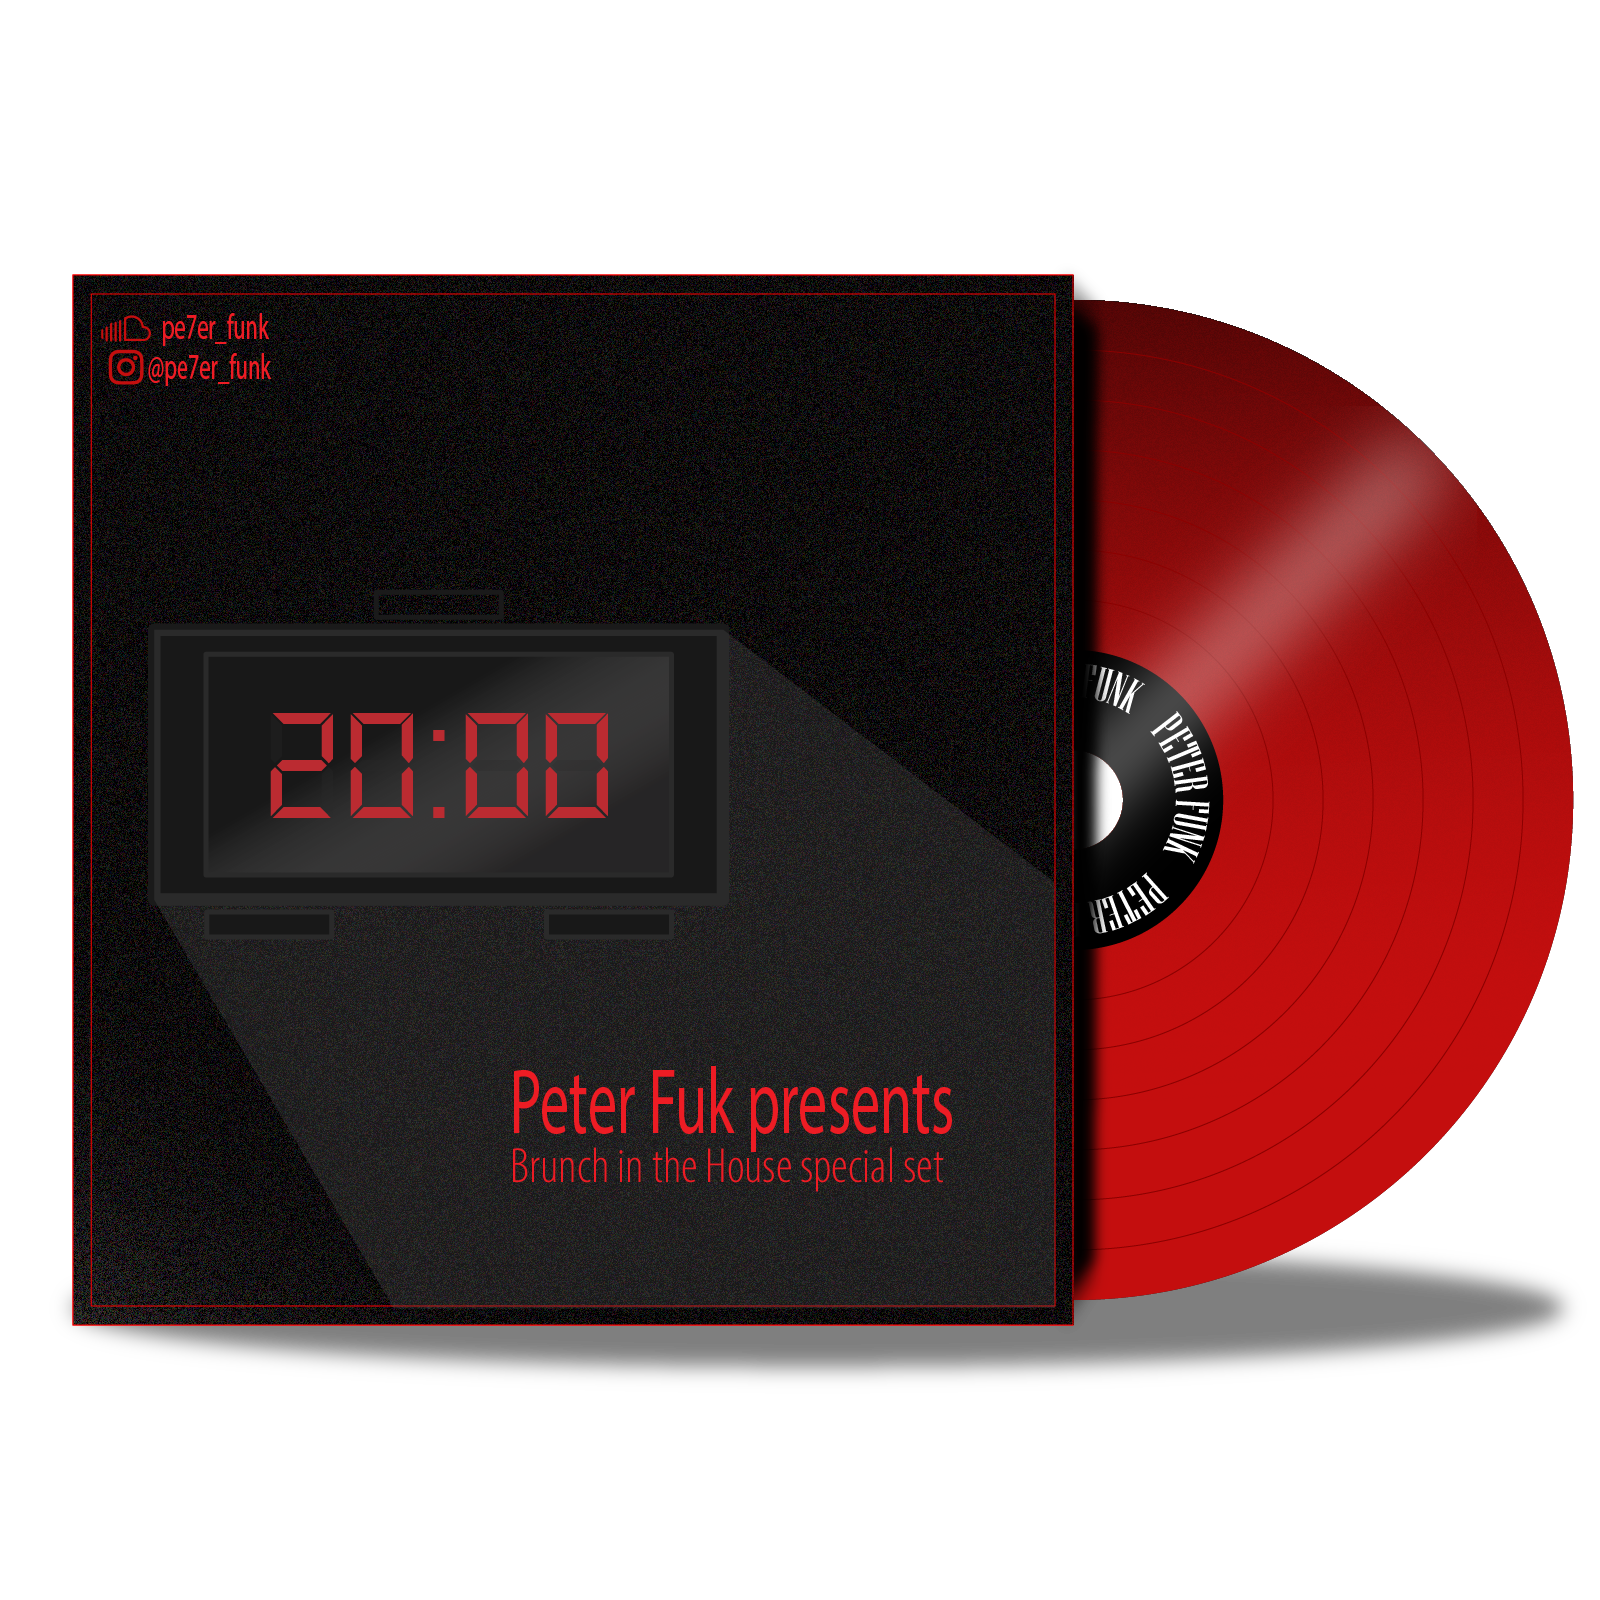 pe7er_funk
@pe7er_funk
20:00
Peter Fuk presents
Brunch in the House special set
FUNK PETER FUNK PETER